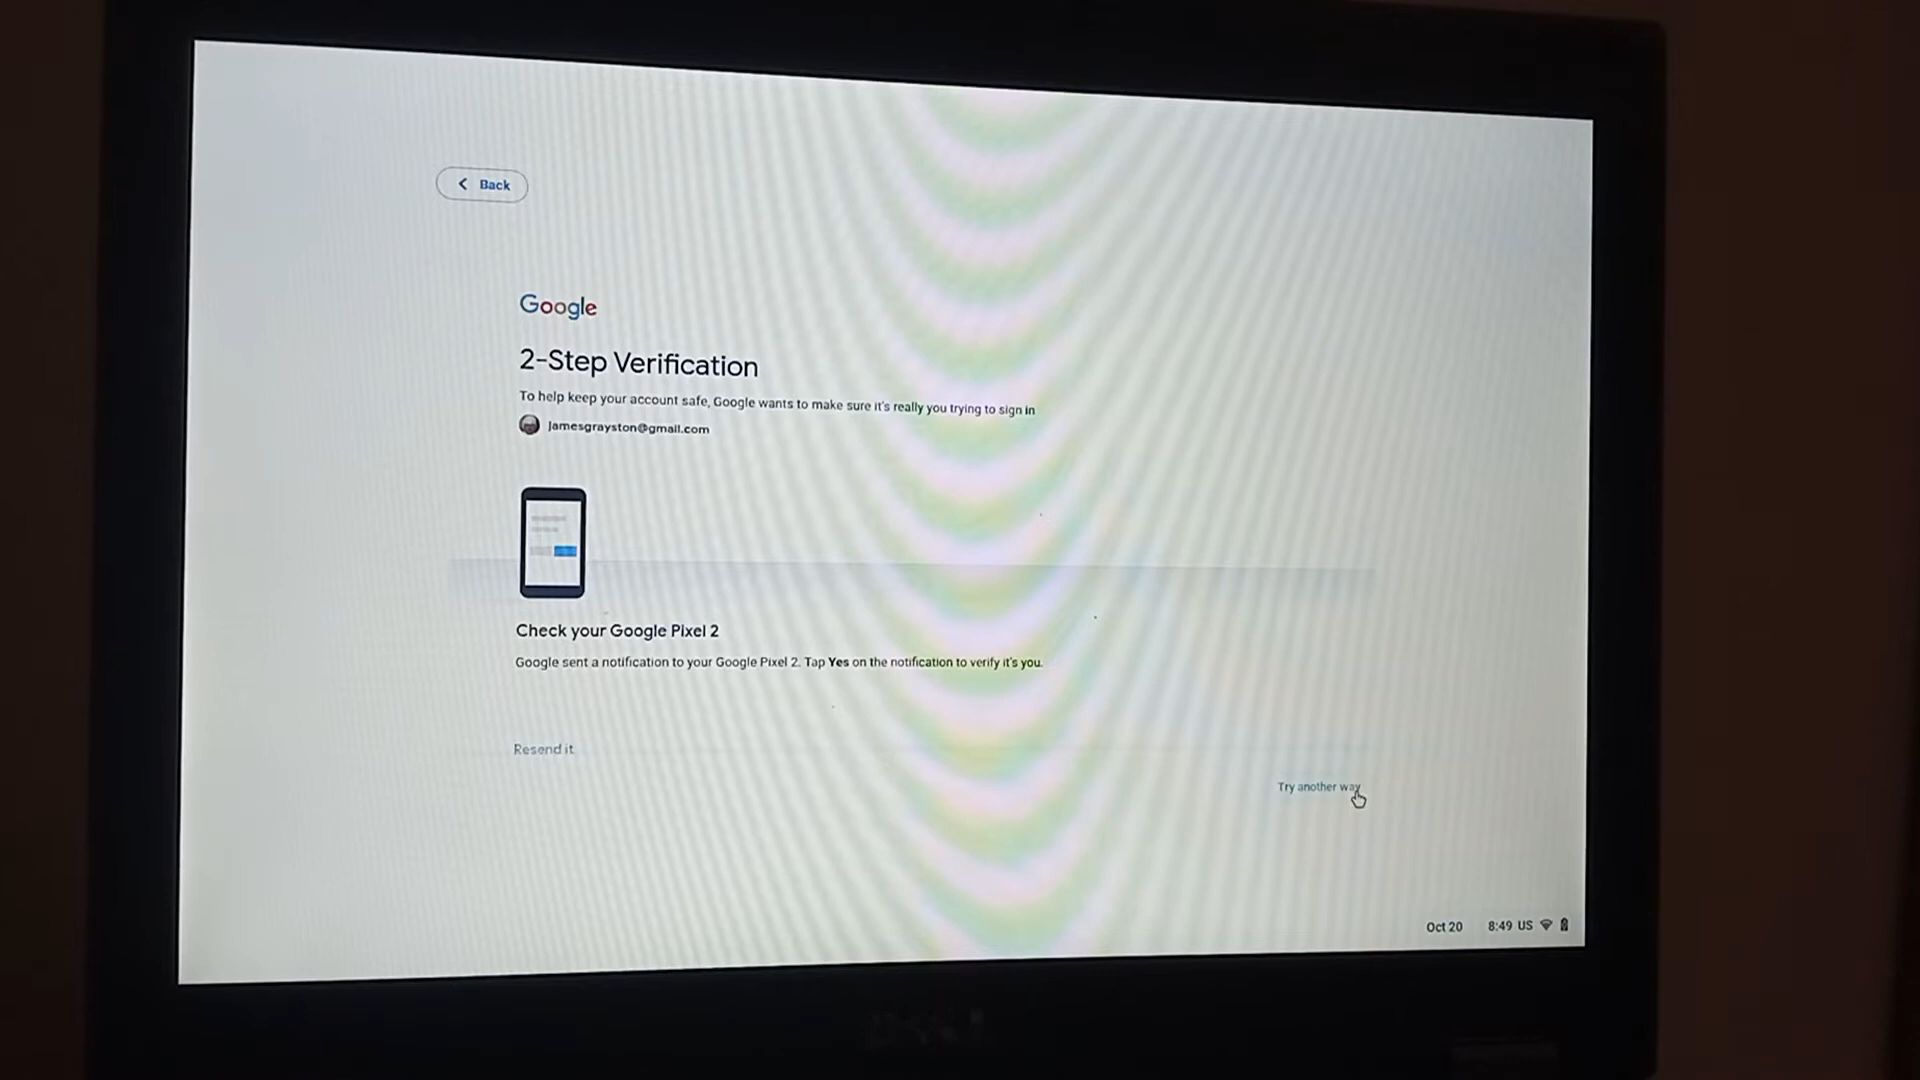 Back
Google
2-Step Verification
To help keep your account safe, Google wants to make sure it's really you trying to sign in
jamesgrayston@gmail.com
Check your Google Pixel 2
Google sent a notification to your Google Pixel 2. Tap Yes on the notification to verify it's you.
Resend it
Try another way
Oct 20 8:49 US
DELL